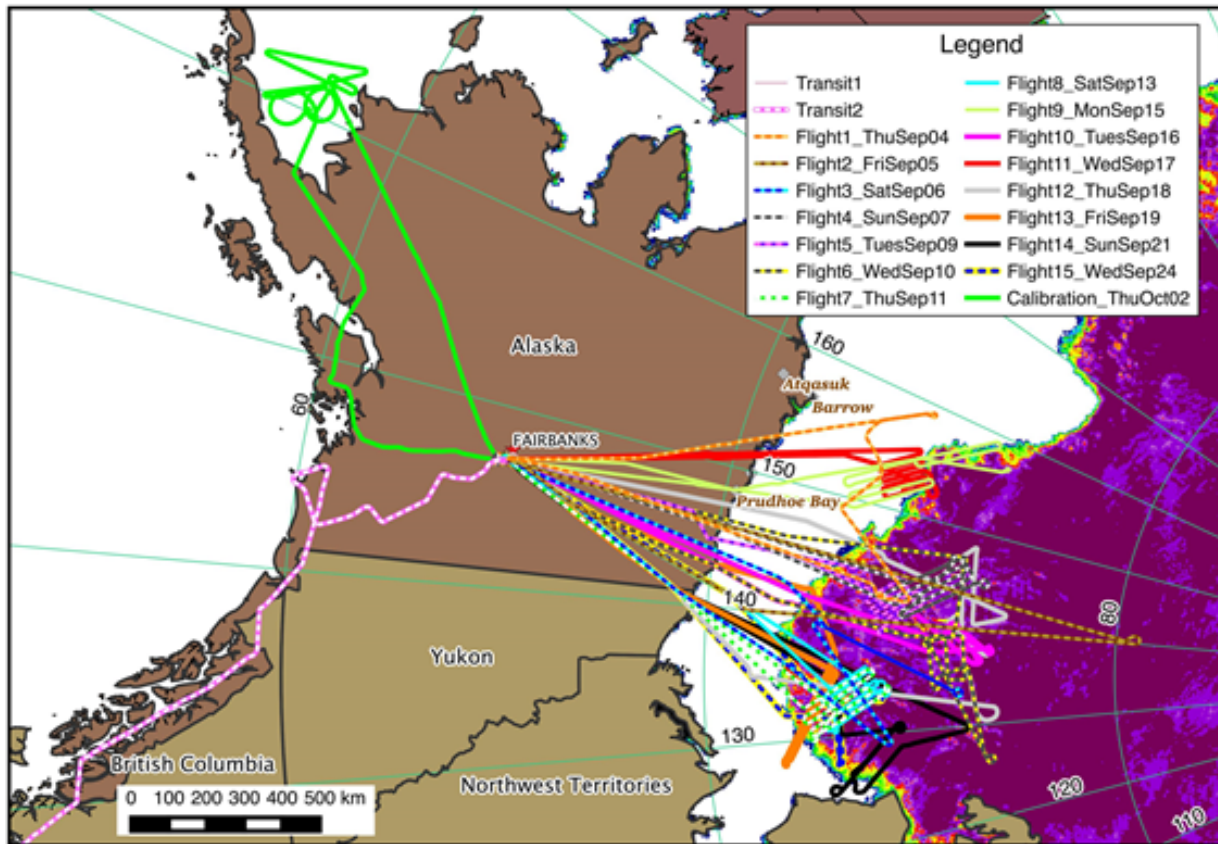 Legend
Transit1
Transit2
Flight1_ThuSep04
Flight2_FriSep05
Flight3_SatSep06
Flight4_SunSep07
Flight5_TuesSep09
Flight6_WedSep10
Flight7_ThuSep11
Flight8_SatSep13
Flight9_MonSep15
Flight10_TuesSep16
Flight11_WedSep17
Flight12_ThuSep18
Flight13_FriSep19
Flight14_SunSep21
Flight15_WedSep24
Calibration_ThuOct02
160
Alaska
Atqasuk
Barrow
60
FAIRBANKS
150
Prudhoe Bay
140
80
Yukon
130
British Columbia
Northwest Territories
120
110
0 100 200 300 400 500 km